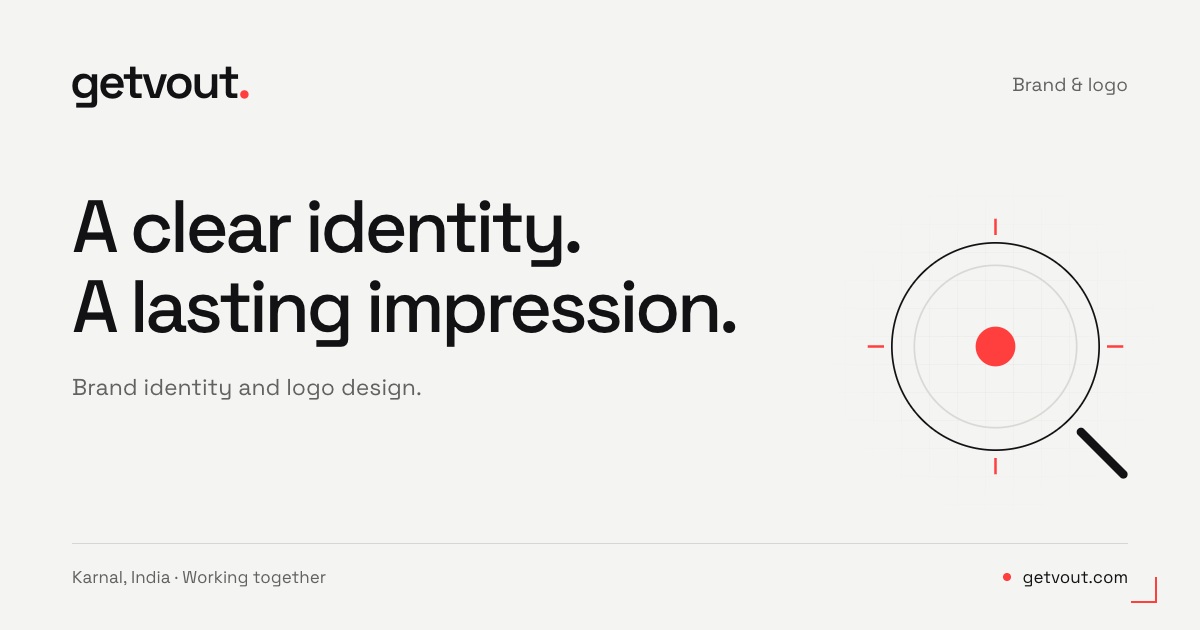 getvout.
Brand & logo
A clear identity.
A lasting impression.
Brand identity and logo design.
Karnal, India · Working together
getvout.com